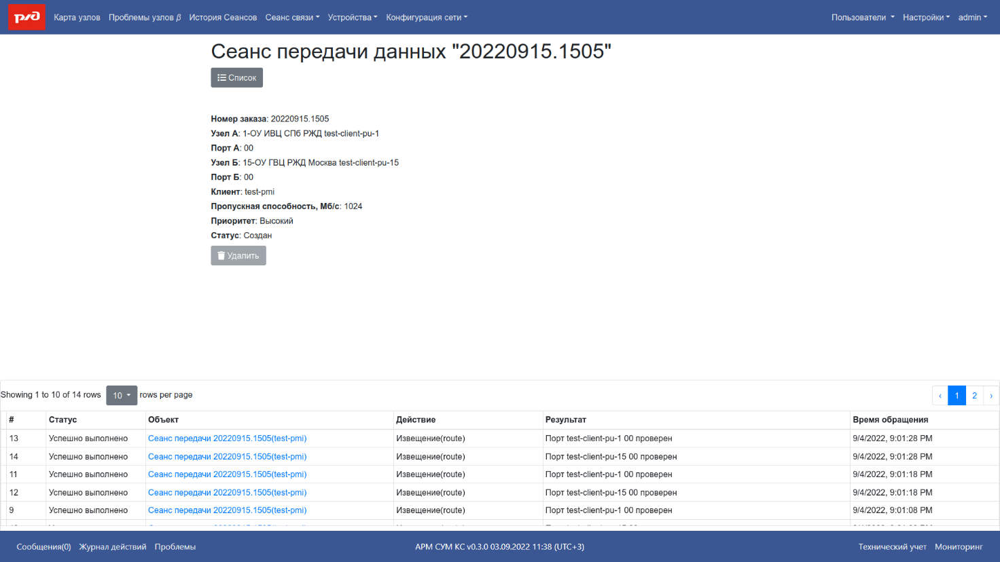 ржд Карта узлов Проблемы узлов β История Сеансов Сеанс связи Устройства Конфигурация сети Пользователи Настройки admin
Сеанс передачи данных "20220915.1505"
Список
Номер заказа: 20220915.1505
Узел А: 1-ОУ ИВЦ СПб РЖД test-client-pu-1
Порт А: 00
Узел Б: 15-ОУ ГВЦ РЖД Москва test-client-pu-15
Порт Б: 00
Клиент: test-pmi
Пропускная способность, Мб/с: 1024
Приоритет: Высокий
Статус: Создан
Удалить
Showing 1 to 10 of 14 rows 10 rows per page ‹ 1 2 ›
# Статус Объект Действие Результат Время обращения
13 Успешно выполнено Сеанс передачи 20220915.1505(test-pmi) Извещение(route) Порт test-client-pu-1 00 проверен 9/4/2022, 9:01:28 PM
14 Успешно выполнено Сеанс передачи 20220915.1505(test-pmi) Извещение(route) Порт test-client-pu-15 00 проверен 9/4/2022, 9:01:28 PM
11 Успешно выполнено Сеанс передачи 20220915.1505(test-pmi) Извещение(route) Порт test-client-pu-1 00 проверен 9/4/2022, 9:01:18 PM
12 Успешно выполнено Сеанс передачи 20220915.1505(test-pmi) Извещение(route) Порт test-client-pu-15 00 проверен 9/4/2022, 9:01:18 PM
9 Успешно выполнено Сеанс передачи 20220915.1505(test-pmi) Извещение(route) Порт test-client-pu-1 00 проверен 9/4/2022, 9:01:08 PM
Сообщения(0) Журнал действий Проблемы АРМ СУМ КС v0.3.0 03.09.2022 11:38 (UTC+3) Технический учет Мониторинг